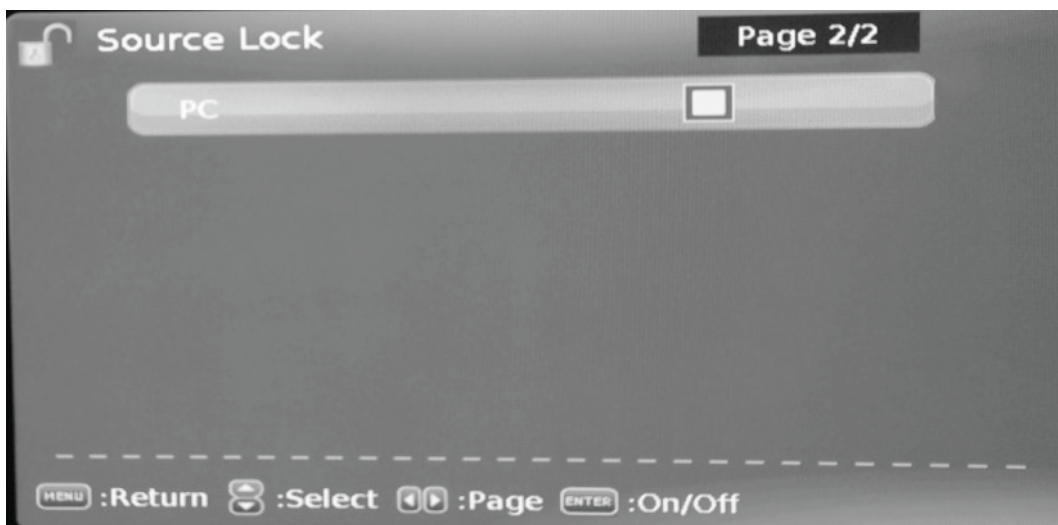 Source Lock
Page 2/2
PC
MENU :Return :Select :Page ENTER :On/Off